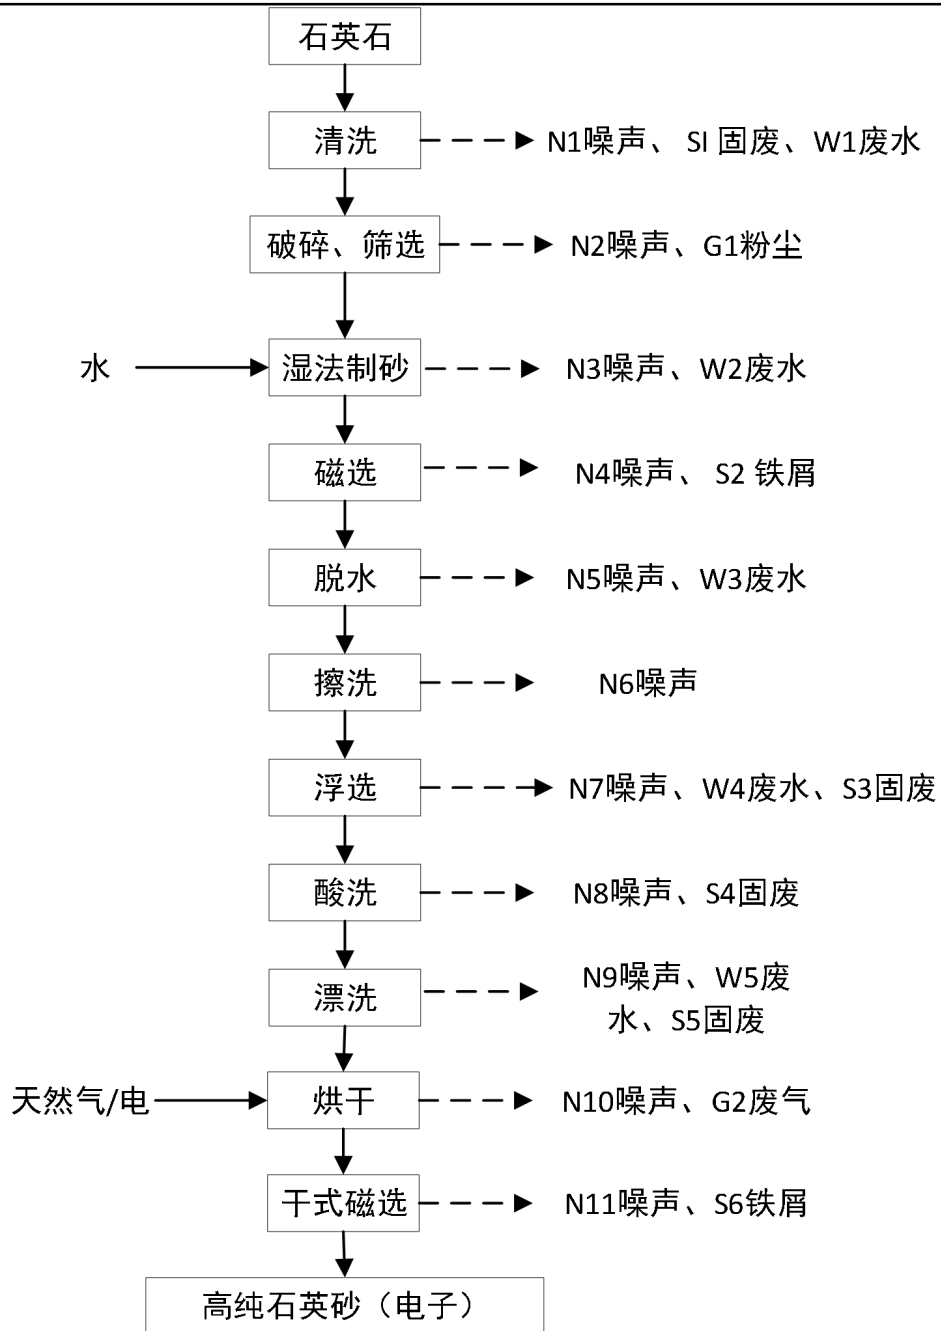 石英石
清洗
N1噪声、 SI 固废、W1废水
破碎、筛选
N2噪声、G1粉尘
水
湿法制砂
N3噪声、W2废水
磁选
N4噪声、 S2 铁屑
脱水
N5噪声、W3废水
擦洗
N6噪声
浮选
N7噪声、W4废水、S3固废
酸洗
N8噪声、S4固废
漂洗
N9噪声、W5废
水、S5固废
天然气/电
烘干
N10噪声、G2废气
干式磁选
N11噪声、S6铁屑
高纯石英砂（电子）